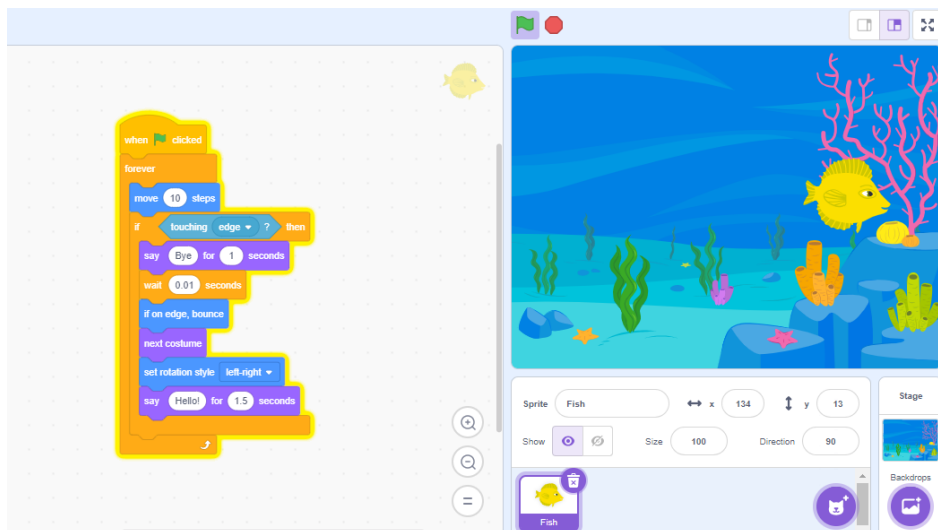 when clicked
forever
move 10 steps
if touching edge ? then
say Bye for 1 seconds
wait 0.01 seconds
if on edge, bounce
next costume
set rotation style left-right
say Hello! for 1.5 seconds
Sprite Fish x 134 y 13
Show Size 100 Direction 90
Fish
Stage
Backdrops